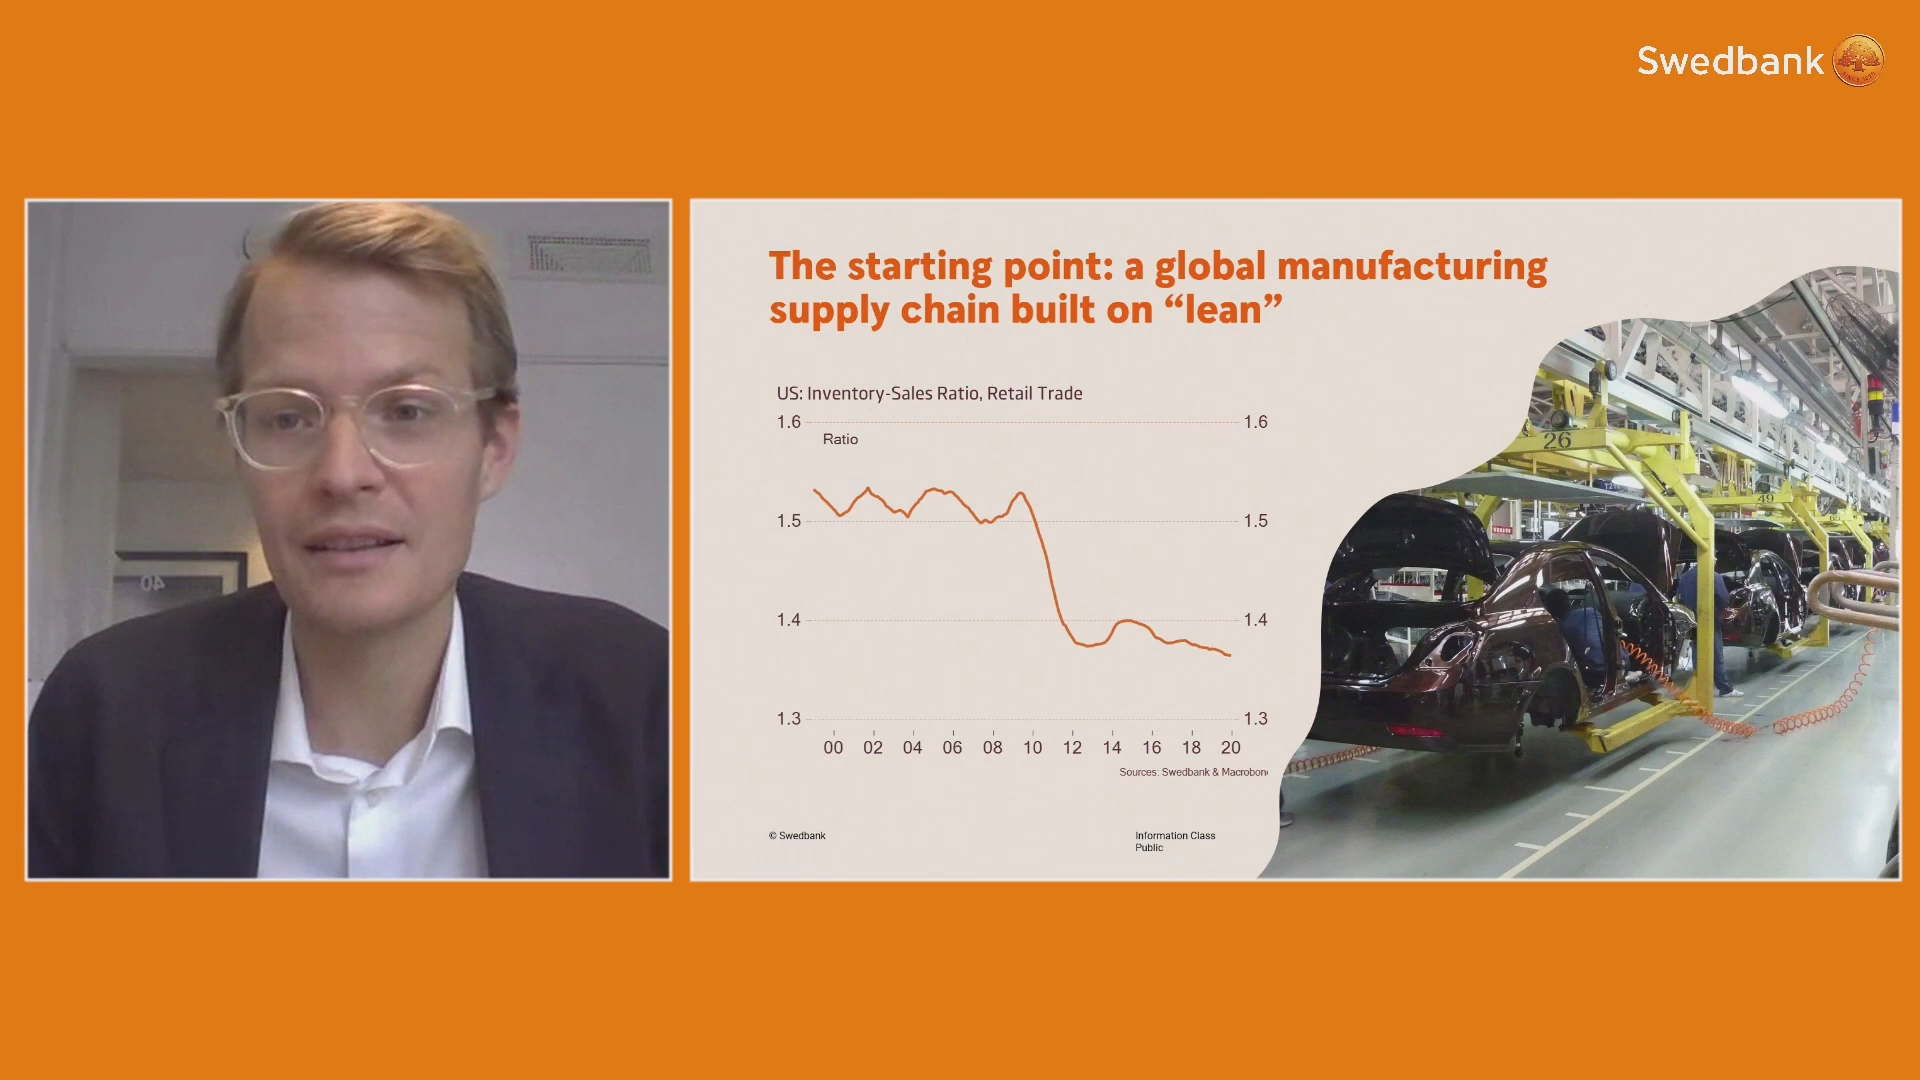 Swedbank
The starting point: a global manufacturing
supply chain built on “lean”
US: Inventory-Sales Ratio, Retail Trade
1.6 1.6
Ratio
1.5 1.5
1.4 1.4
1.3 1.3
00 02 04 06 08 10 12 14 16 18 20
Sources: Swedbank & Macrobon
© Swedbank
Information Class
Public
26
49
40